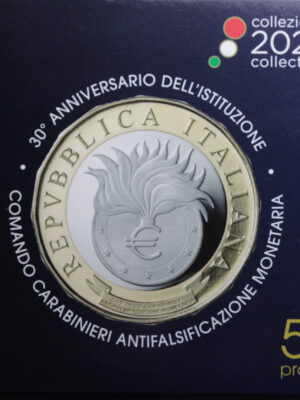 collezio
202
collect
30° ANNIVERSARIO DELL'ISTITUZIONE
COMANDO CARABINIERI ANTIFALSIFICAZIONE MONETARIA
REPVBBLICA ITALIANA
€
5
pro